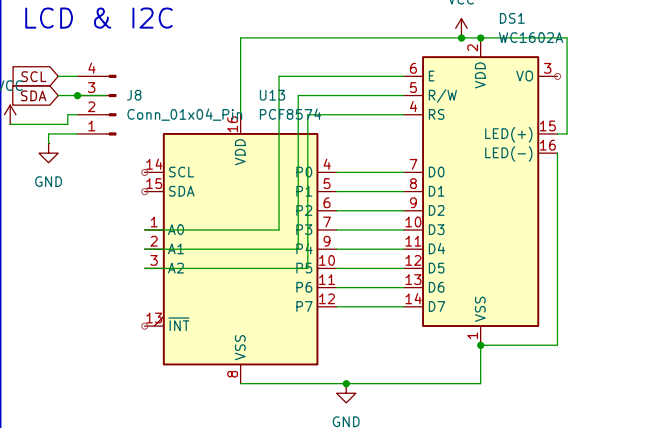 LCD & I2C
VCC
DS1
WC1602A
SCL
4
VCC
SDA
3
J8
2
Conn_01x04_Pin
1
GND
U13
PCF8574
16
VDD
14
SCL
15
SDA
1
A0
2
A1
3
A2
13
INT
8
VSS
P0
4
P1
5
P2
6
P3
7
P4
9
P5
10
P6
11
P7
12
2
VDD
6
E
5
R/W
4
RS
VO
3
LED(+)
15
LED(-)
16
7
D0
8
D1
9
D2
10
D3
11
D4
12
D5
13
D6
14
D7
VSS
1
GND